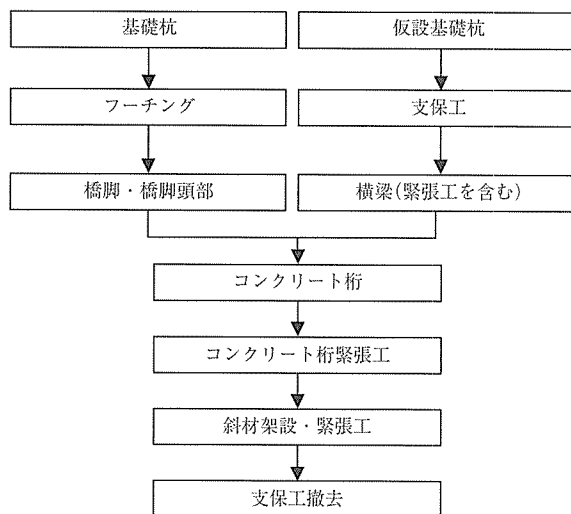 基礎杭
仮設基礎杭
フーチング
支保工
橋脚・橋脚頭部
横梁(緊張工を含む)
コンクリート桁
コンクリート桁緊張工
斜材架設・緊張工
支保工撤去